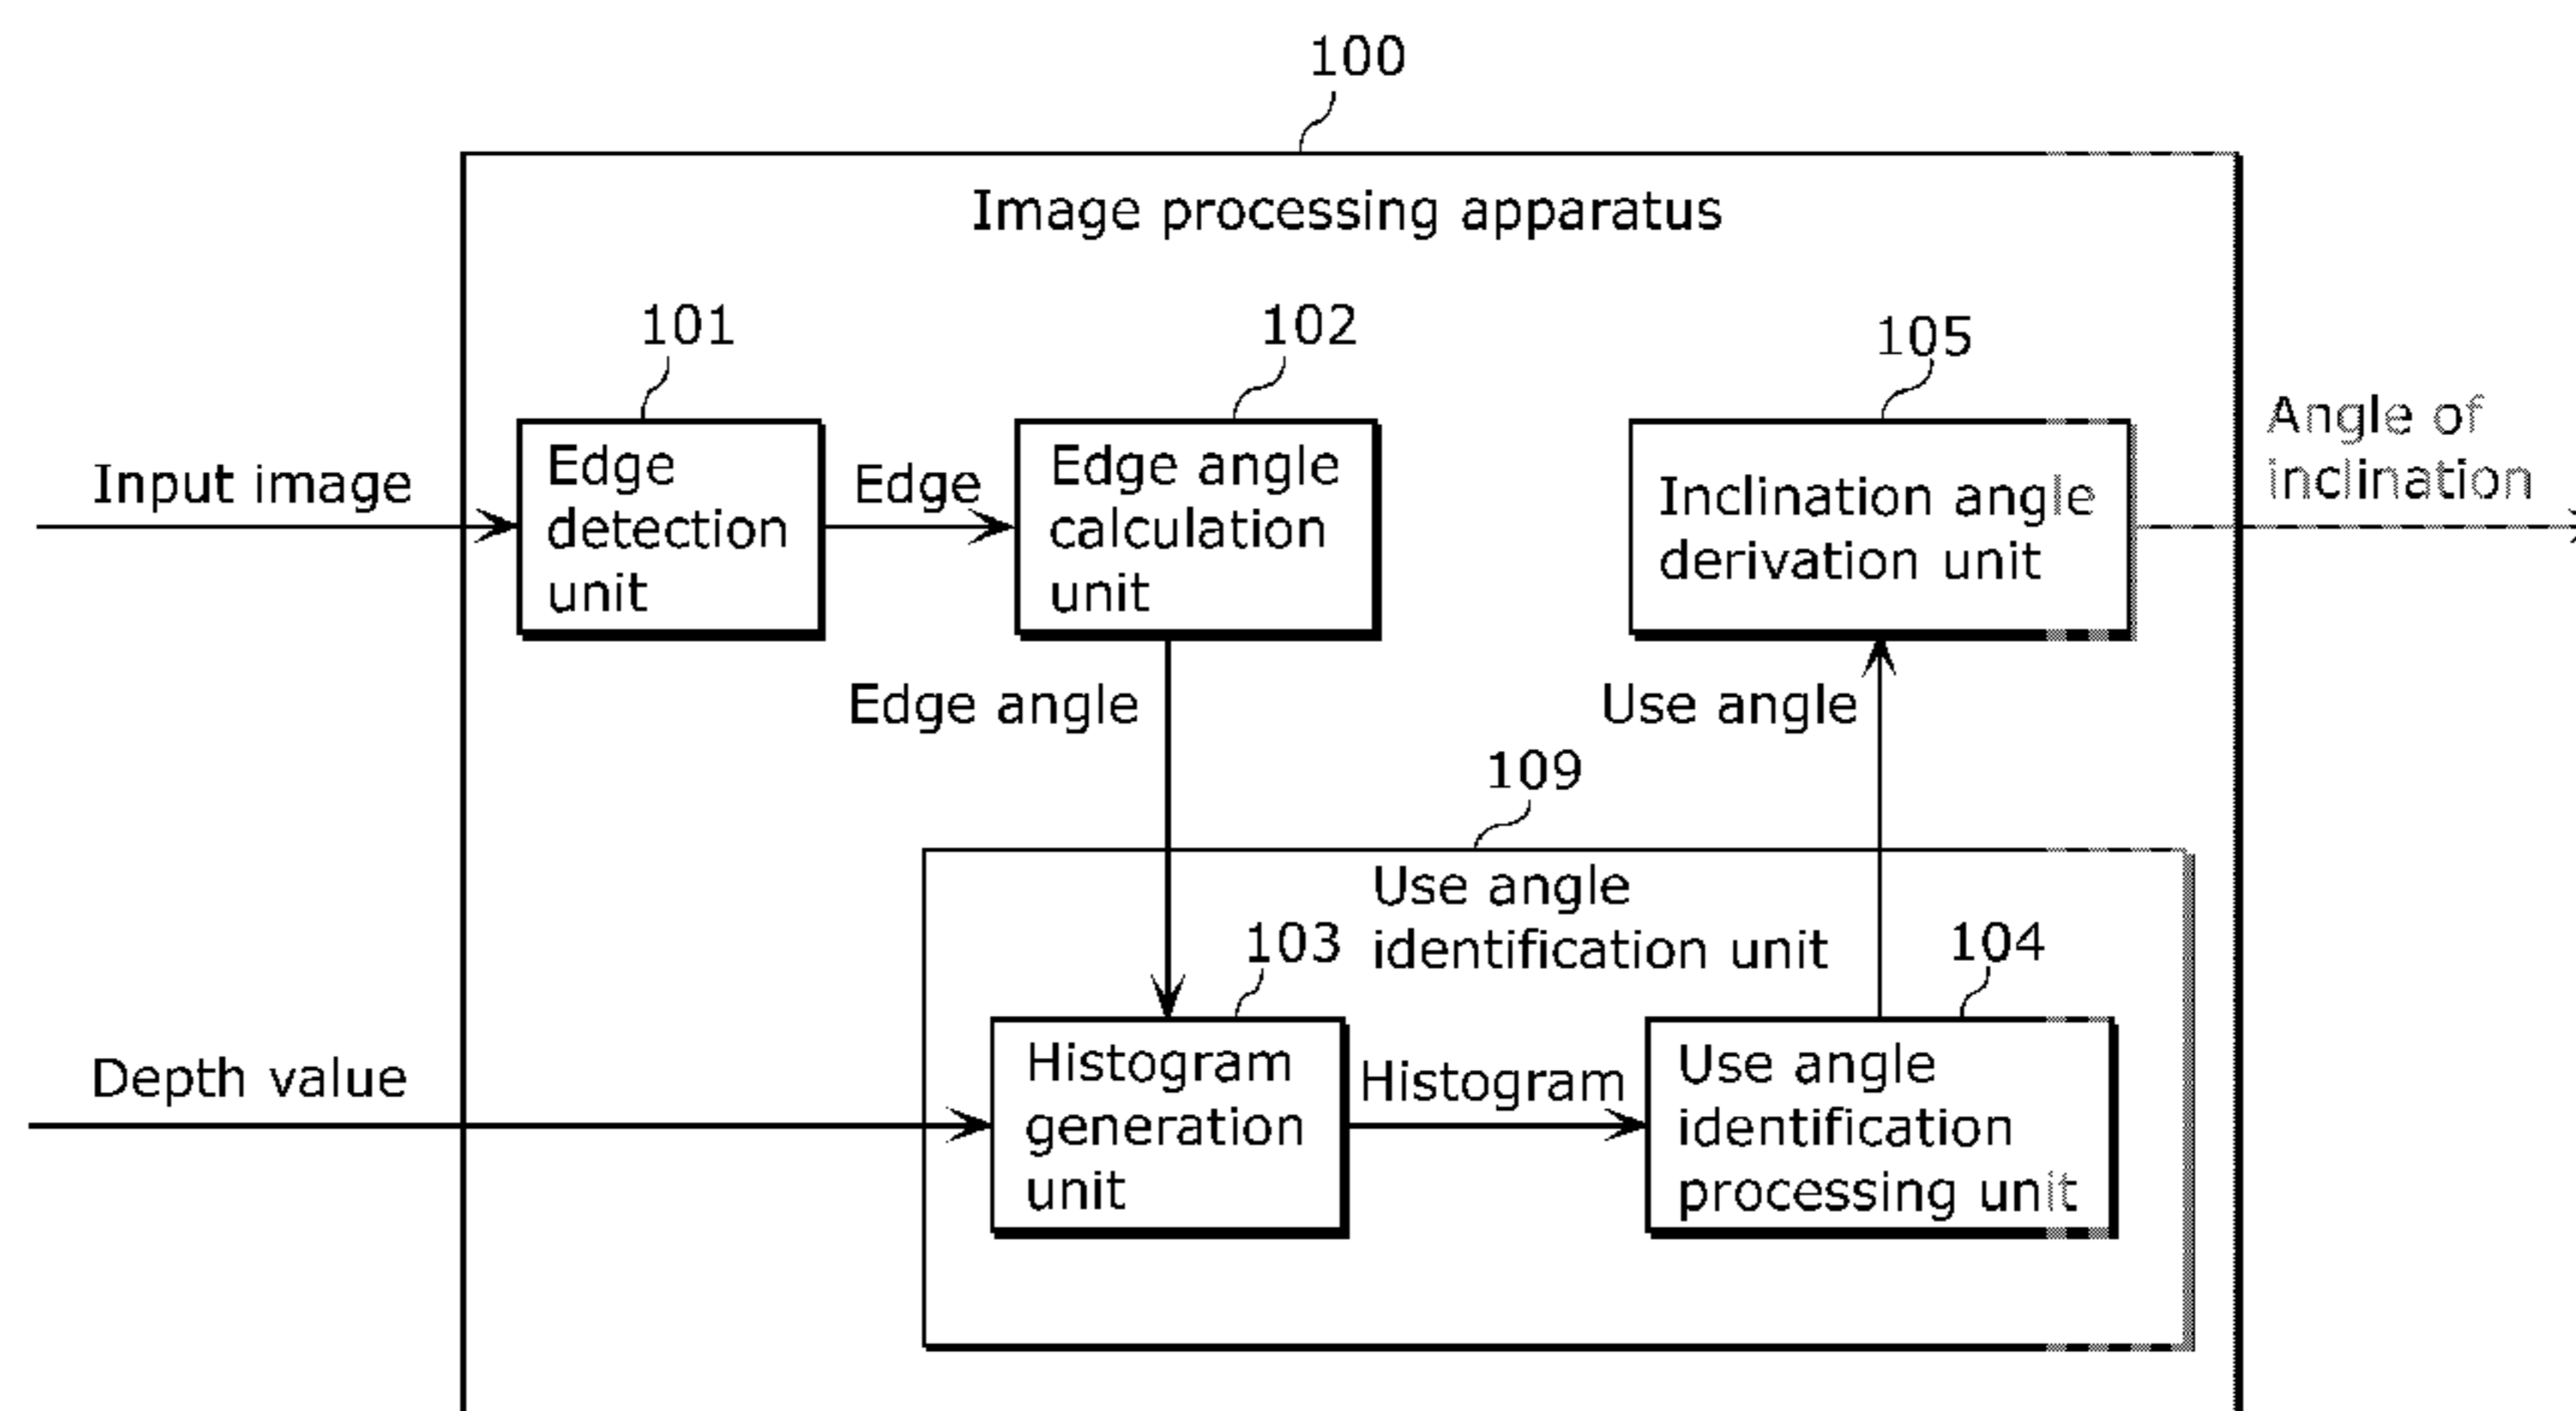 100
Image processing apparatus
101
102
105
Input image
Edge
detection
unit
Edge
Edge angle
calculation
unit
Inclination angle
derivation unit
Angle of
inclination
Edge angle
Use angle
109
Use angle
identification unit
103
104
Depth value
Histogram
generation
unit
Histogram
Use angle
identification
processing unit